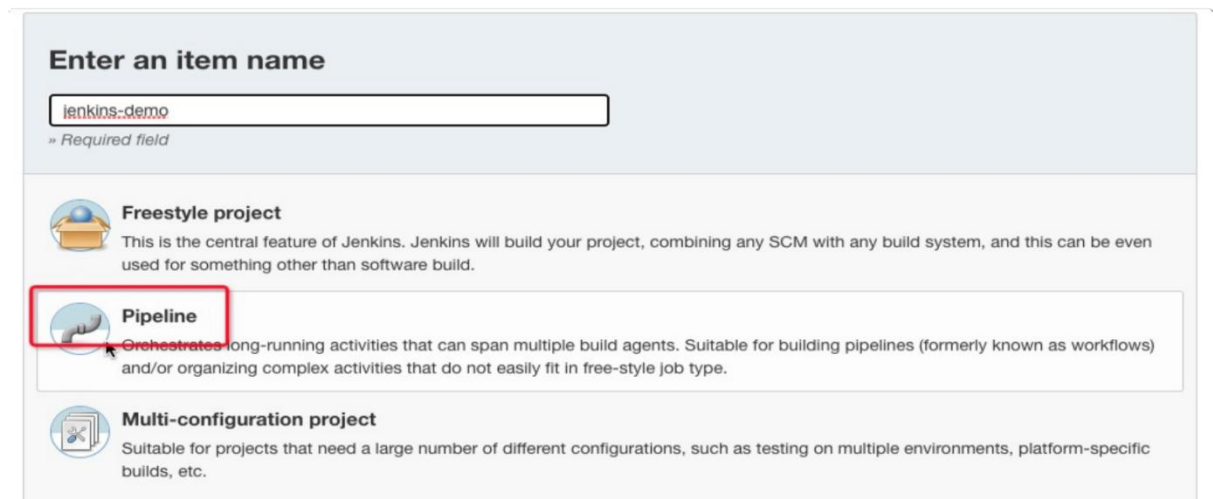 Enter an item name
jenkins-demo
» Required field
Freestyle project
This is the central feature of Jenkins. Jenkins will build your project, combining any SCM with any build system, and this can be even
used for something other than software build.
Pipeline
Orchestrates long-running activities that can span multiple build agents. Suitable for building pipelines (formerly known as workflows)
and/or organizing complex activities that do not easily fit in free-style job type.
Multi-configuration project
Suitable for projects that need a large number of different configurations, such as testing on multiple environments, platform-specific
builds, etc.